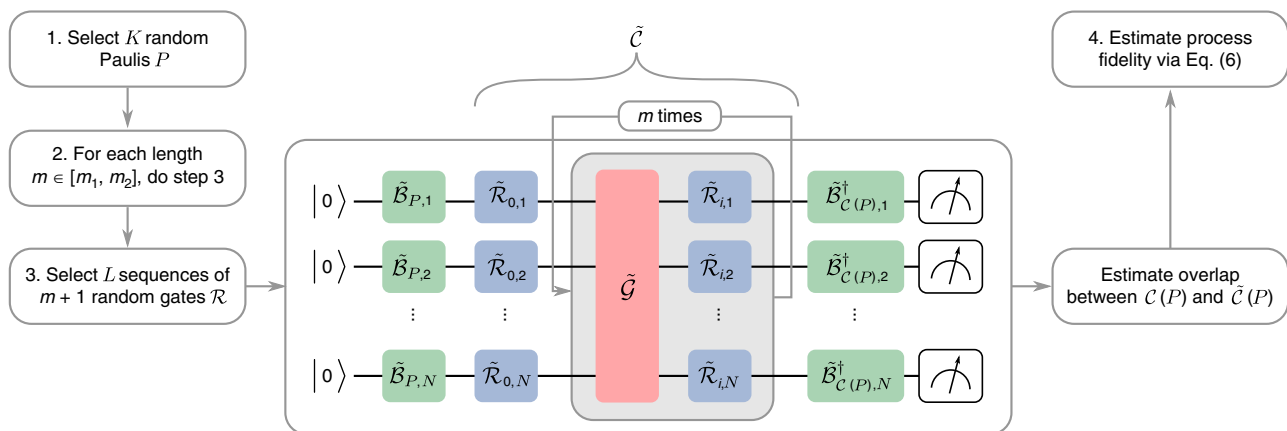 1. Select K random
Paulis P
2. For each length
m ∈ [m₁, m₂], do step 3
3. Select L sequences of
m + 1 random gates ℛ
𝒞̃
m times
|0⟩ ℬ̃_{P,1} ℛ̃_{0,1} ℛ̃_{i,1} ℬ̃†_{𝒞(P),1}
|0⟩ ℬ̃_{P,2} ℛ̃_{0,2} 𝒢̃ ℛ̃_{i,2} ℬ̃†_{𝒞(P),2}
⋮ ⋮ ⋮ ⋮
|0⟩ ℬ̃_{P,N} ℛ̃_{0,N} ℛ̃_{i,N} ℬ̃†_{𝒞(P),N}
4. Estimate process
fidelity via Eq. (6)
Estimate overlap
between 𝒞(P) and 𝒞̃(P)